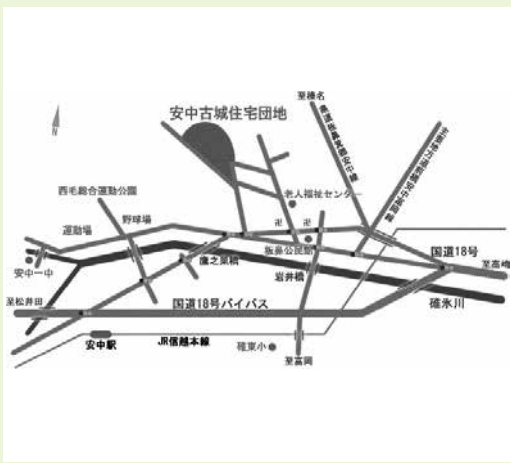 至榛名
安中古城住宅団地
N
西毛総合運動公園
老人福祉センター
野球場
運動場
卍
卍
板鼻公民館
国道18号
安中一中
鷹之巣橋
岩井橋
至高崎
至松井田
国道18号バイパス
碓氷川
安中駅
JR信越本線
碓東小
至富岡